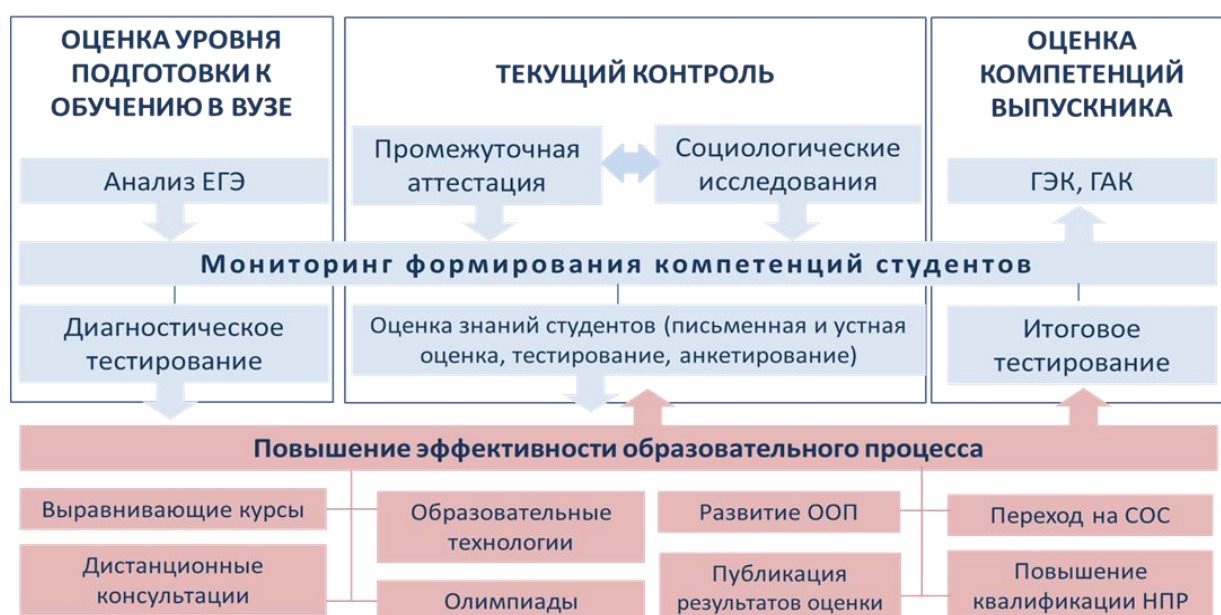 ОЦЕНКА УРОВНЯ
ПОДГОТОВКИ К
ОБУЧЕНИЮ В ВУЗЕ
Анализ ЕГЭ
ТЕКУЩИЙ КОНТРОЛЬ
Промежуточная
аттестация
Социологические
исследования
ОЦЕНКА
КОМПЕТЕНЦИЙ
ВЫПУСКНИКА
ГЭК, ГАК
Мониторинг формирования компетенций студентов
Диагностическое
тестирование
Оценка знаний студентов (письменная и устная
оценка, тестирование, анкетирование)
Итоговое
тестирование
Повышение эффективности образовательного процесса
Выравнивающие курсы
Дистанционные
консультации
Образовательные
технологии
Олимпиады
Развитие ООП
Публикация
результатов оценки
Переход на СОС
Повышение
квалификации НПР